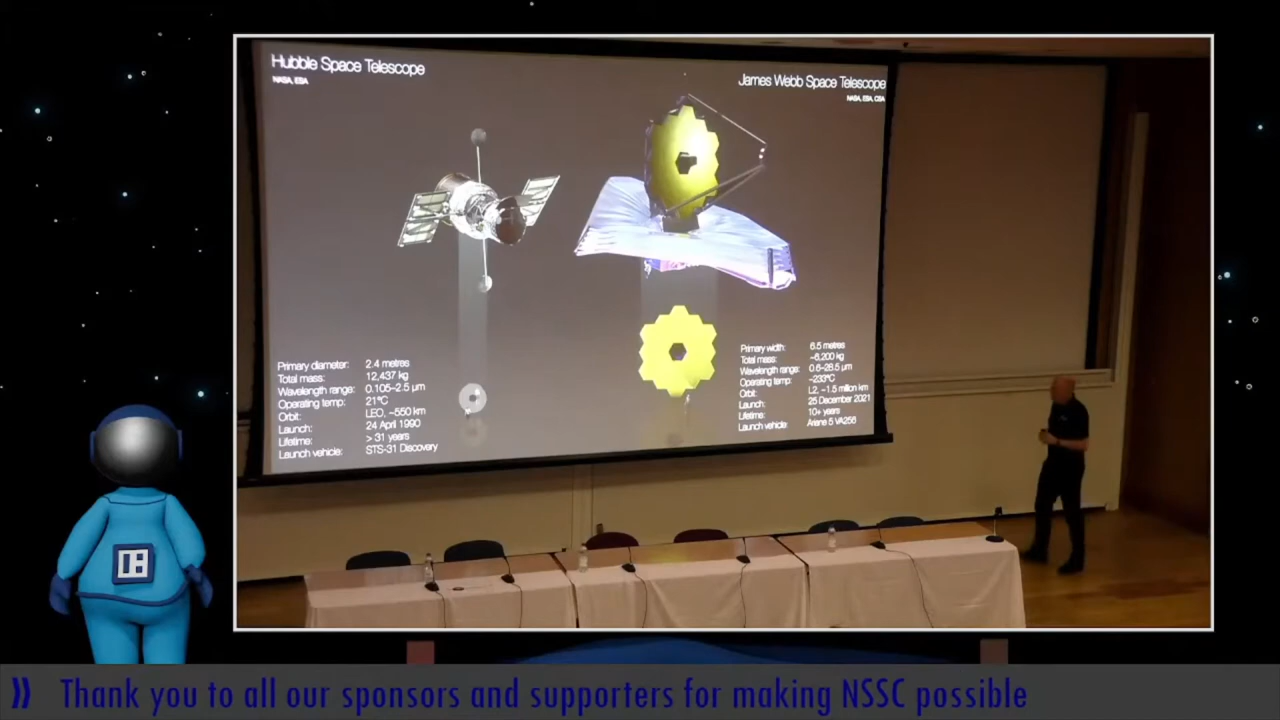 Hubble Space Telescope
NASA, ESA
James Webb Space Telescope
NASA, ESA, CSA
Primary diameter: 2.4 metres
Total mass: 12,437 kg
Wavelength range: 0.105–2.5 μm
Operating temp: 21°C
Orbit: LEO, ~550 km
Launch: 24 April 1990
Lifetime: > 31 years
Launch vehicle: STS-31 Discovery
Primary width: 6.5 metres
Total mass: ~6,200 kg
Wavelength range: 0.6–28.5 μm
Operating temp: ~233°C
Orbit: L2, ~1.5 million km
Launch: 25 December 2021
Lifetime: 10+ years
Launch vehicle: Ariane 5 VA256
» Thank you to all our sponsors and supporters for making NSSC possible